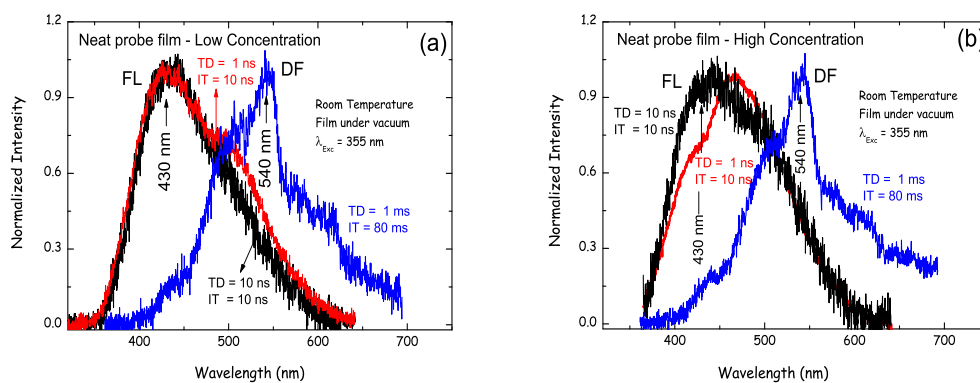 Neat probe film - Low Concentration
(a)
FL
TD = 1 ns
IT = 10 ns
DF
Room Temperature
Film under vacuum
λExc = 355 nm
430 nm
540 nm
TD = 1 ms
IT = 80 ms
TD = 10 ns
IT = 10 ns
Normalized Intensity
1.2
0.9
0.6
0.3
0.0
400 500 600 700
Wavelength (nm)
Neat probe film - High Concentration
(b)
FL
DF
TD = 10 ns
IT = 10 ns
Room Temperature
Film under vacuum
λExc = 355 nm
540 nm
TD = 1 ns
IT = 10 ns
TD = 1 ms
IT = 80 ms
430 nm
Normalized Intensity
1.2
0.9
0.6
0.3
0.0
400 500 600 700
Wavelength (nm)